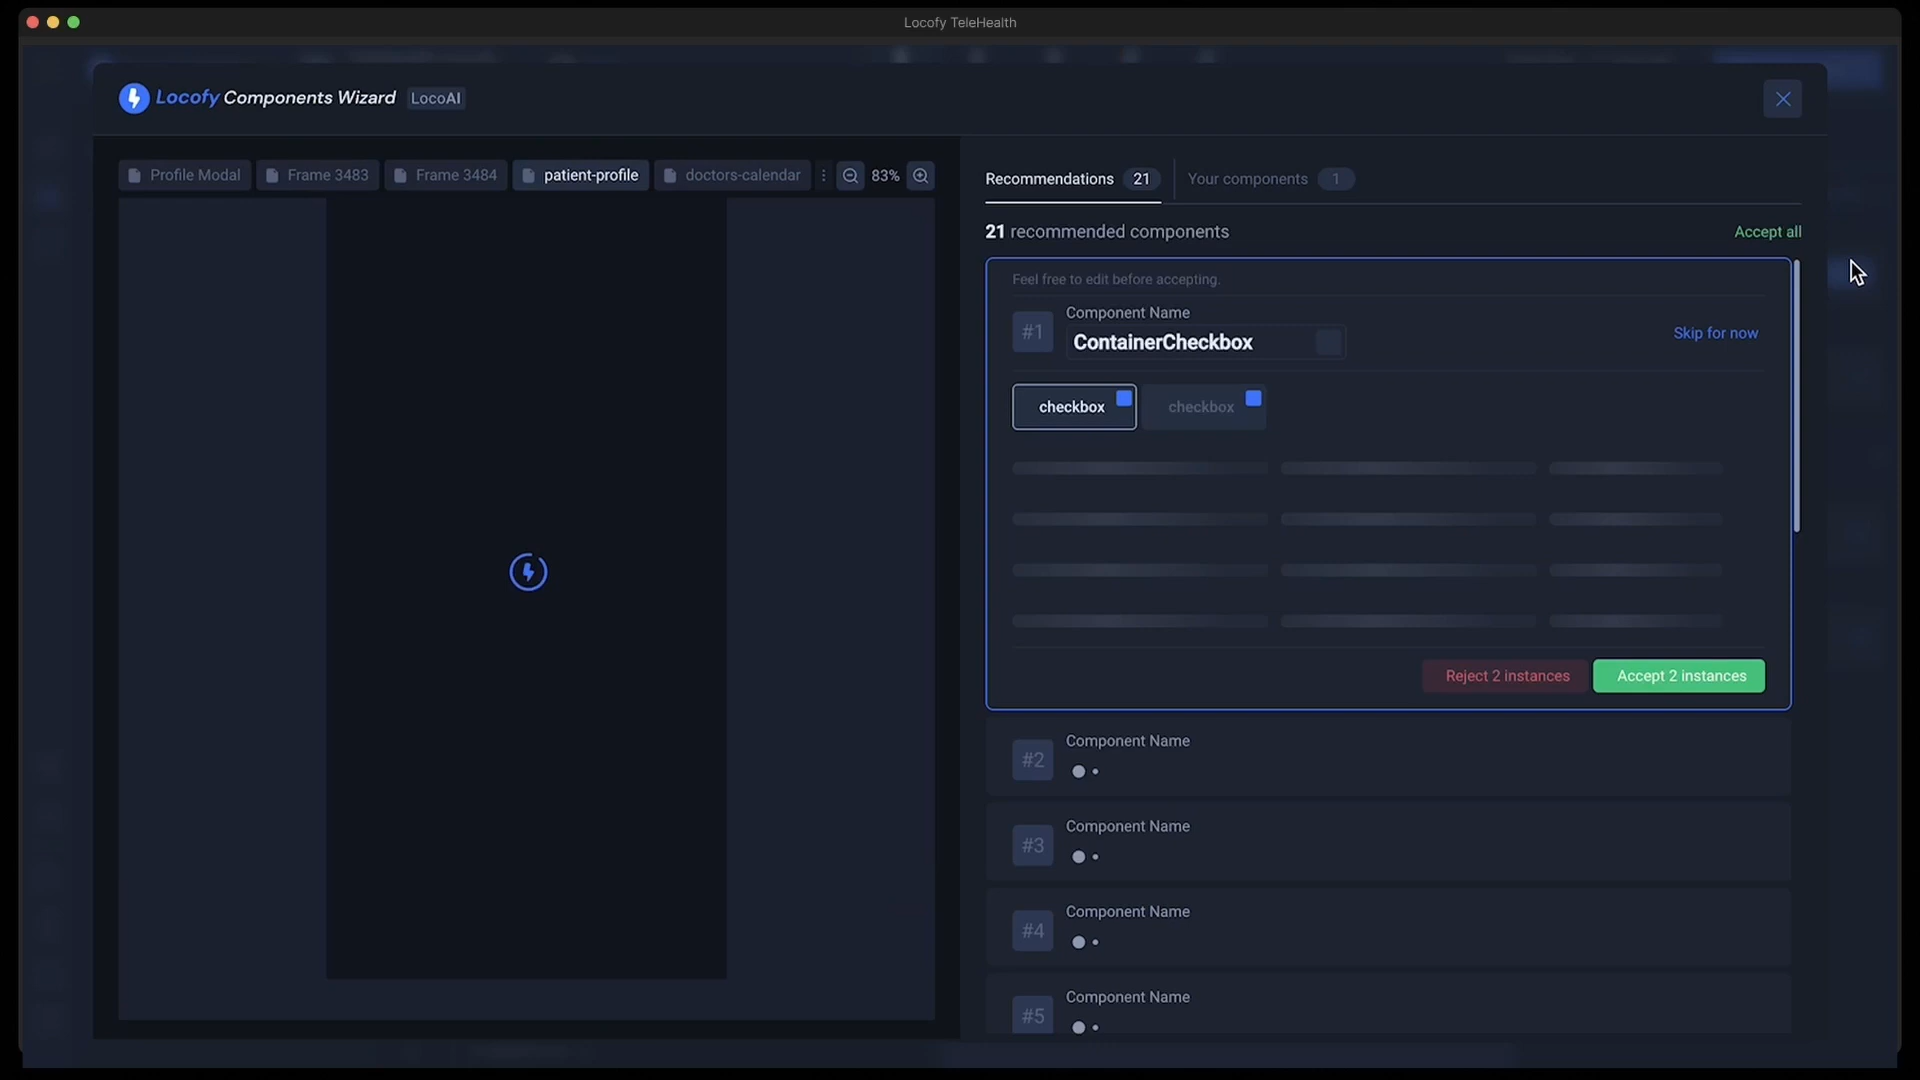 Locofy TeleHealth
Locofy Components Wizard LocoAI
Profile Modal Frame 3483 Frame 3484 patient-profile doctors-calendar 83%
Recommendations 21 Your components 1
21 recommended components Accept all
Feel free to edit before accepting.
#1 Component Name
ContainerCheckbox
Skip for now
checkbox checkbox
Reject 2 instances Accept 2 instances
#2 Component Name
#3 Component Name
#4 Component Name
#5 Component Name